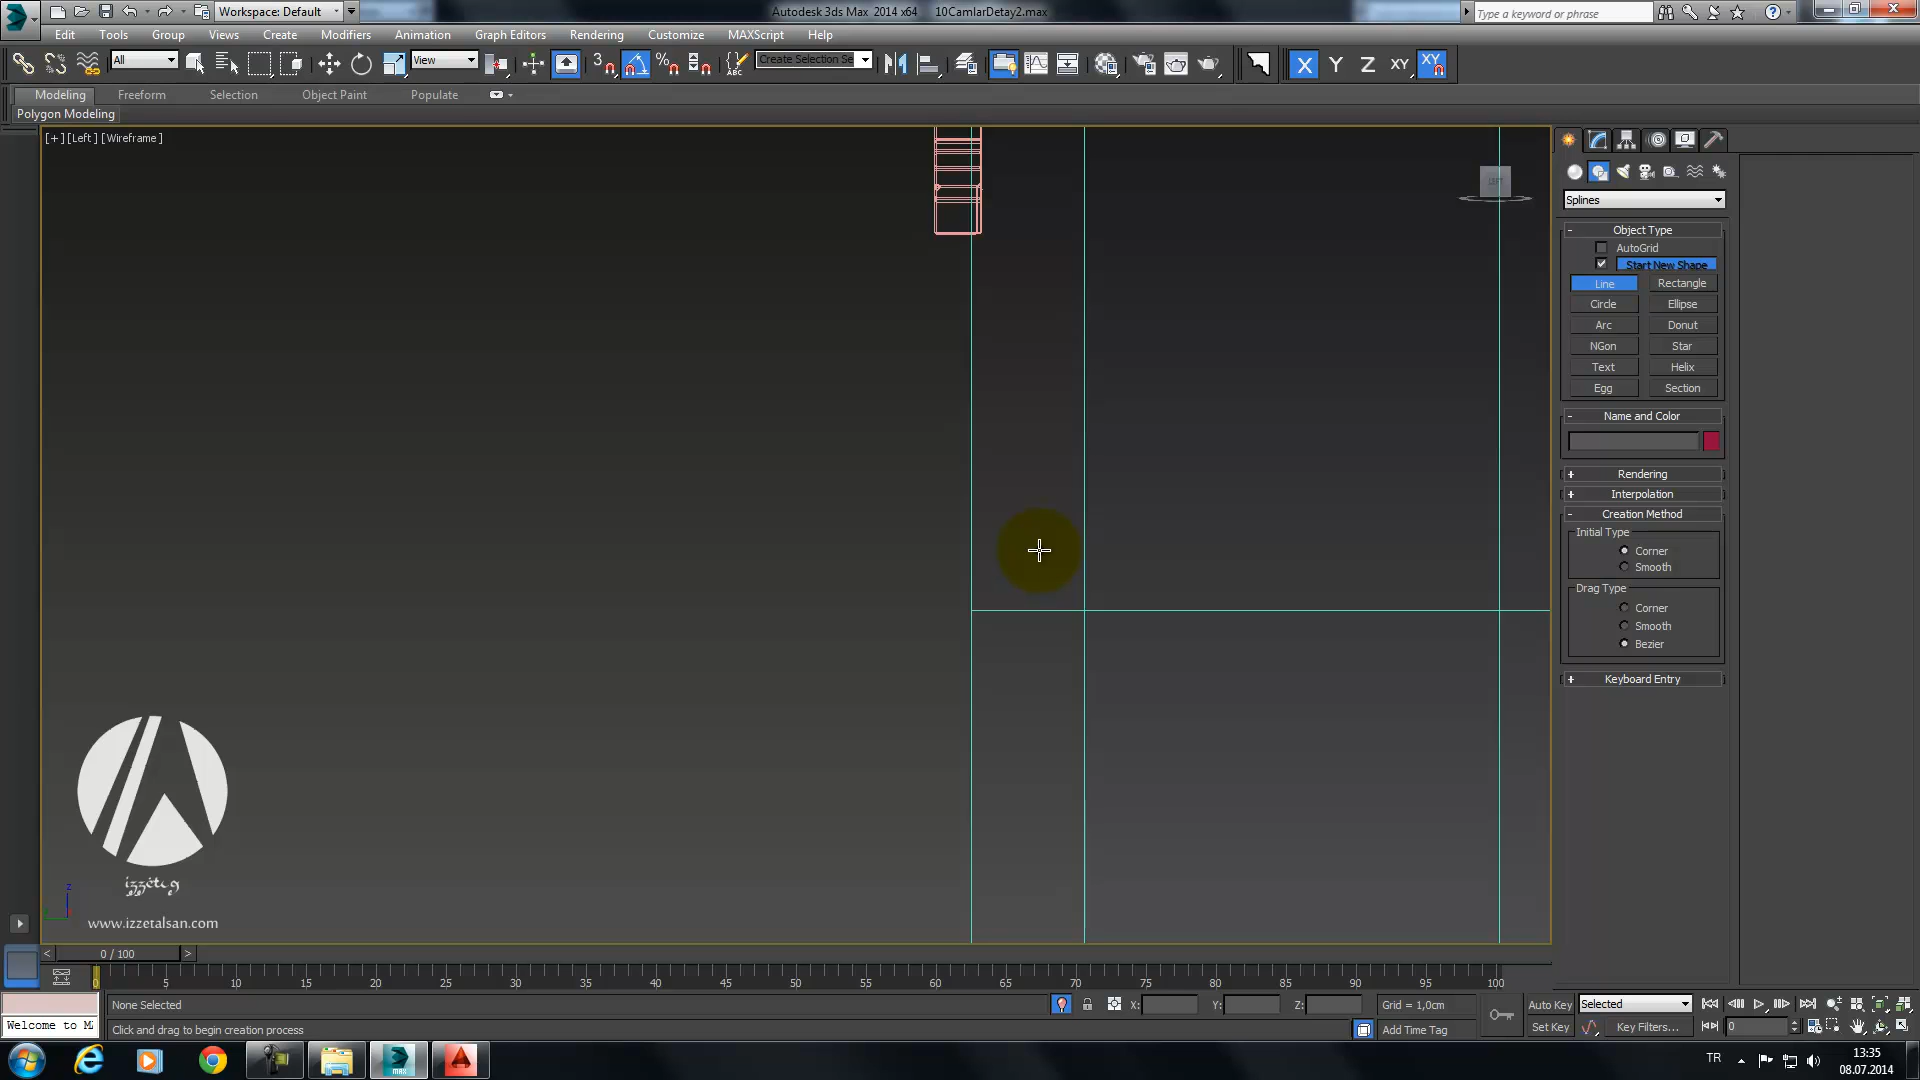 Workspace: Default
Autodesk 3ds Max 2014 x64 10CamlarDetay2.max
Type a keyword or phrase
Edit Tools Group Views Create Modifiers Animation Graph Editors Rendering Customize MAXScript Help
All
View
3
Create Selection Se
X Y Z XY XY
Modeling Freeform Selection Object Paint Populate
Polygon Modeling
[+] [Left] [Wireframe]
LEFT
Splines
- Object Type
AutoGrid
Start New Shape
Line Rectangle
Circle Ellipse
Arc Donut
NGon Star
Text Helix
Egg Section
- Name and Color
+ Rendering
+ Interpolation
- Creation Method
Initial Type
Corner
Smooth
Drag Type
Corner
Smooth
Bezier
+ Keyboard Entry
z
www.izzetalsan.com
< 0 / 100 >
0 5 10 15 20 25 30 35 40 45 50 55 60 65 70 75 80 85 90 95 100
None Selected
X: Y: Z: Grid = 1,0cm
Auto Key Selected
Welcome to M
Click and drag to begin creation process
Add Time Tag
Set Key Key Filters... 0
MAX
TR
13:35
08.07.2014